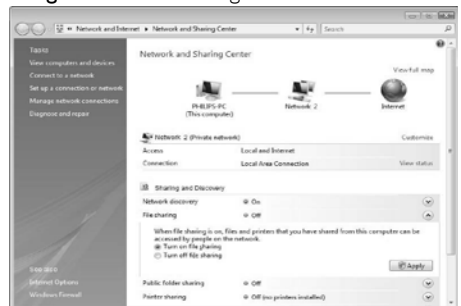 Network and Internet ▸ Network and Sharing Center
Search
Tasks
View computers and devices
Connect to a network
Set up a connection or network
Manage network connections
Diagnose and repair
Network and Sharing Center
View full map
PHILIPS-PC
(This computer)
Network 2
Internet
Network 2 (Private network)
Customize
Access
Local and Internet
Connection
Local Area Connection
View status
Sharing and Discovery
Network discovery
On
File sharing
Off
When file sharing is on, files and printers that you have shared from this computer can be
accessed by people on the network.
Turn on file sharing
Turn off file sharing
Apply
See also
Internet Options
Windows Firewall
Public folder sharing
Off
Printer sharing
Off (no printers installed)